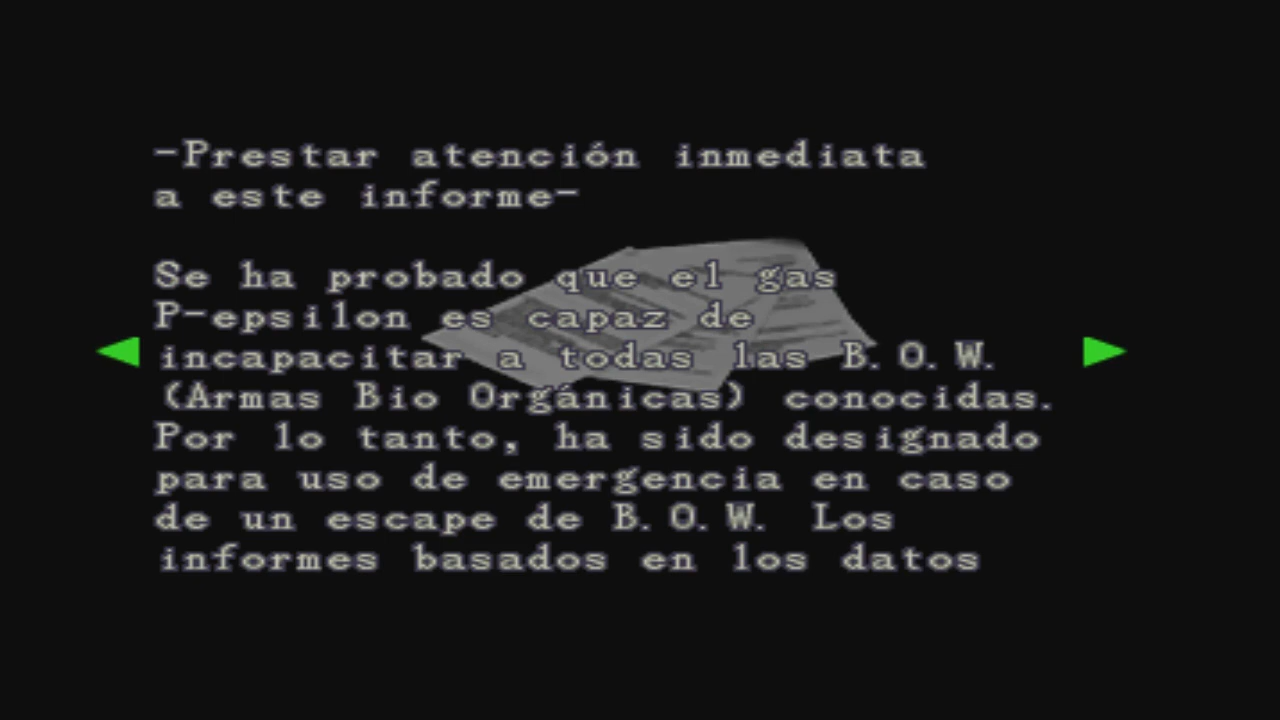 -Prestar atención inmediata
a este informe-
Se ha probado que el gas
P-epsilon es capaz de
incapacitar a todas las B.O.W.
(Armas Bio Orgánicas) conocidas.
Por lo tanto, ha sido designado
para uso de emergencia en caso
de un escape de B.O.W. Los
informes basados en los datos